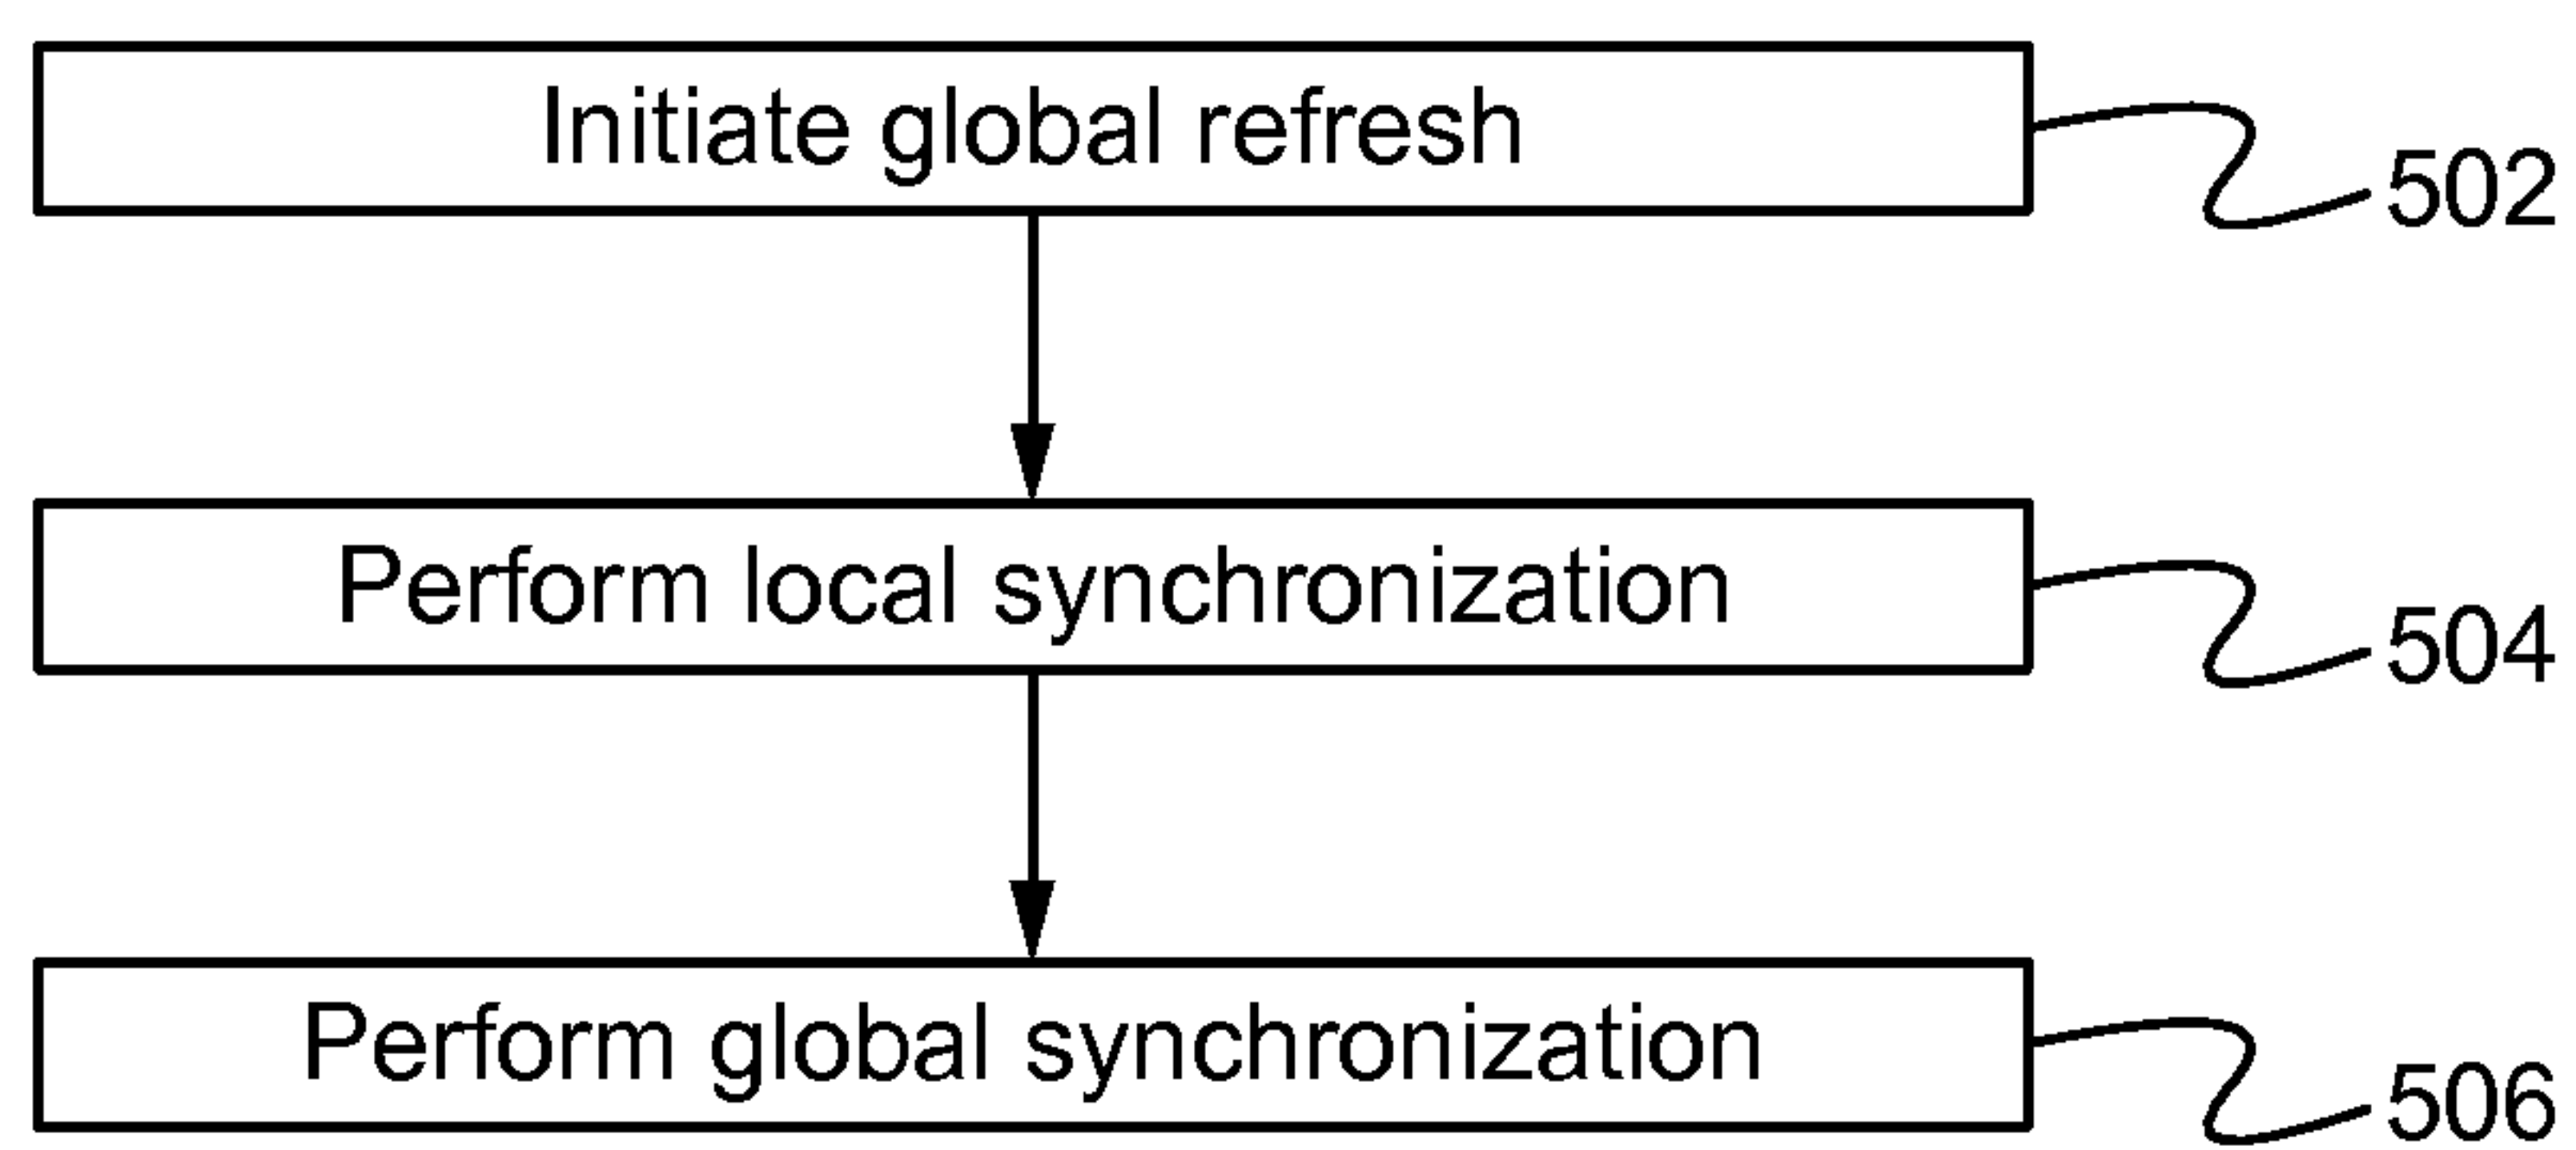 Initiate global refresh
502
Perform local synchronization
504
Perform global synchronization
506